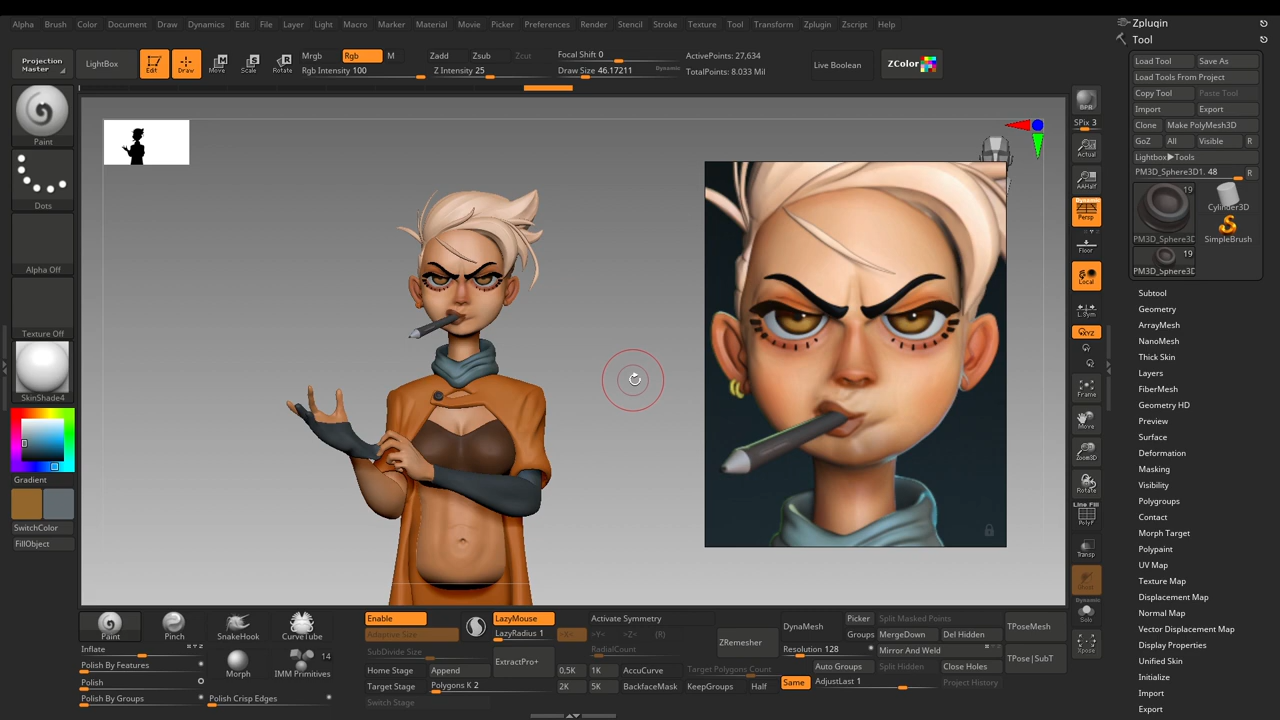 Zplugin
Alpha Brush Color Document Draw Dynamics Edit File Layer Light Macro Marker Material Movie Picker Preferences Render Stencil Stroke Texture Tool Transform Zplugin Zscript Help
Tool
Projection Master
LightBox
Edit Draw Move Scale Rotate
Mrgb Rgb M
Rgb Intensity 100
Zadd Zsub Zcut
Z Intensity 25
Focal Shift 0
Draw Size 46.17211 Dynamic
ActivePoints: 27,634
TotalPoints: 8.033 Mil
Live Boolean
ZColor
Load Tool Save As
Load Tools From Project
Copy Tool Paste Tool
Import Export
Clone Make PolyMesh3D
GoZ All Visible R
Lightbox▶Tools
PM3D_Sphere3D1. 48 R
19
PM3D_Sphere3D
Cylinder3D
SimpleBrush
19
PM3D_Sphere3D
Subtool
Geometry
ArrayMesh
NanoMesh
Thick Skin
Layers
FiberMesh
Geometry HD
Preview
Surface
Deformation
Masking
Visibility
Polygroups
Contact
Morph Target
Polypaint
UV Map
Texture Map
Displacement Map
Normal Map
Vector Displacement Map
Display Properties
Unified Skin
Initialize
Import
Export
BPR
SPix 3
Actual
AAHalf
Dynamic
Persp
Floor
Local
L.Sym
XYZ
Frame
Move
Zoom3D
Rotate
Line Fill
PolyF
Transp
Dynamic
Solo
Xpose
Paint
Dots
Alpha Off
Texture Off
SkinShade4
Gradient
SwitchColor
FillObject
Paint Pinch SnakeHook CurveTube
Inflate
Polish By Features
Polish
Polish By Groups
Morph
14
IMM Primitives
Polish Crisp Edges
Enable
Adaptive Size
SubDivide Size
Home Stage Append
Target Stage Polygons K 2
Switch Stage
LazyMouse
LazyRadius 1
ExtractPro+
Activate Symmetry
>X< >Y< >Z< (R)
RadialCount
0.5K 1K AccuCurve
2K 5K BackfaceMask
Target Polygons Count
KeepGroups Half Same
ZRemesher
DynaMesh
Resolution 128
Auto Groups
AdjustLast 1
Picker Split Masked Points
Groups MergeDown Del Hidden
Mirror And Weld
Split Hidden Close Holes
Project History
TPoseMesh
TPose|SubT